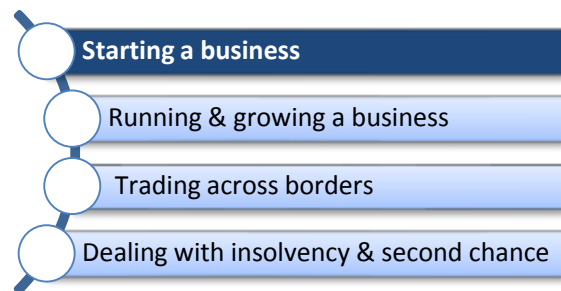 Starting a business
Running & growing a business
Trading across borders
Dealing with insolvency & second chance